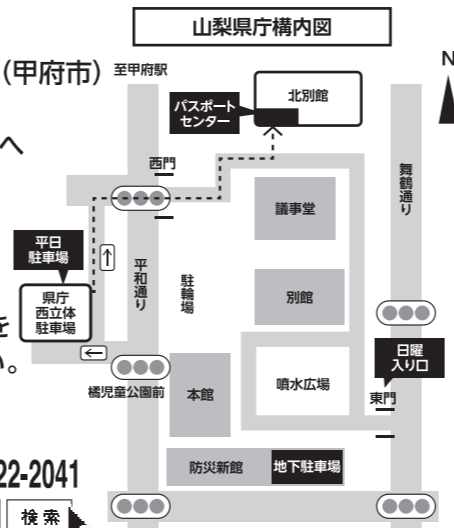 山梨県庁構内図
（甲府市）
至甲府駅
N
北別館
パスポート
センター
へ
西門
舞鶴通り
議事堂
平日
駐車場
平和通り
駐輪場
県庁
西立体
駐車場
別館
を
い。
日曜
入り口
橘児童公園前
本館
噴水広場
東門
防災新館
地下駐車場
22-2041
検索